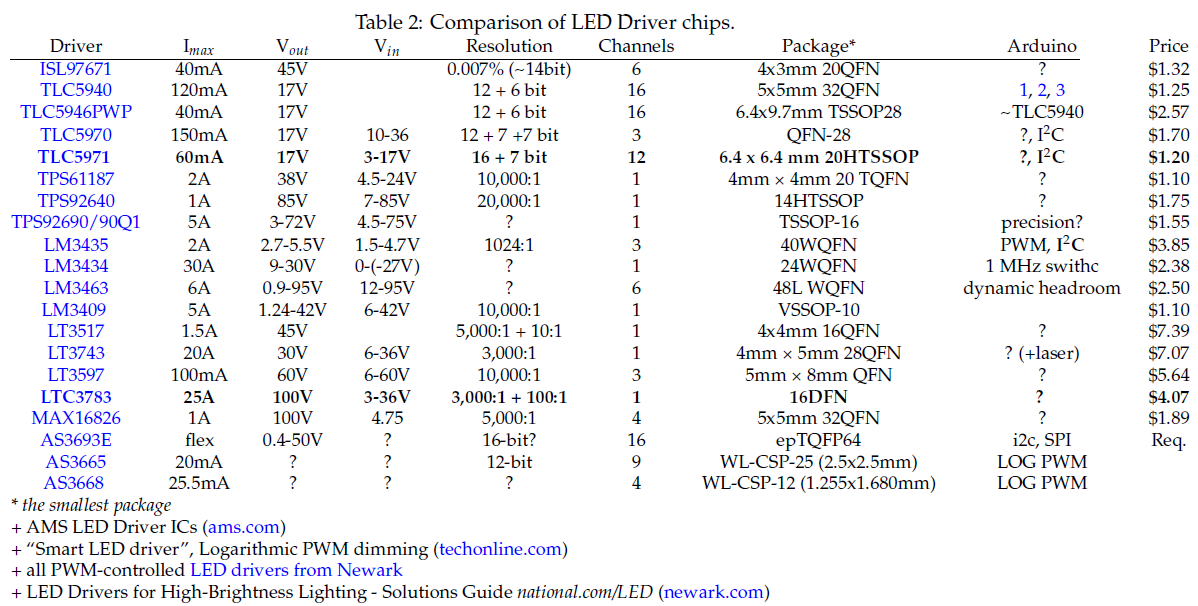 Table 2: Comparison of LED Driver chips.
Driver Imax Vout Vin Resolution Channels Package* Arduino Price
ISL97671 40mA 45V 0.007% (~14bit) 6 4x3mm 20QFN ? $1.32
TLC5940 120mA 17V 12 + 6 bit 16 5x5mm 32QFN 1, 2, 3 $1.25
TLC5946PWP 40mA 17V 12 + 6 bit 16 6.4x9.7mm TSSOP28 ~TLC5940 $2.57
TLC5970 150mA 17V 10-36 12 + 7 +7 bit 3 QFN-28 ?, I²C $1.70
TLC5971 60mA 17V 3-17V 16 + 7 bit 12 6.4 x 6.4 mm 20HTSSOP ?, I²C $1.20
TPS61187 2A 38V 4.5-24V 10,000:1 1 4mm × 4mm 20 TQFN ? $1.10
TPS92640 1A 85V 7-85V 20,000:1 1 14HTSSOP ? $1.75
TPS92690/90Q1 5A 3-72V 4.5-75V ? 1 TSSOP-16 precision? $1.55
LM3435 2A 2.7-5.5V 1.5-4.7V 1024:1 3 40WQFN PWM, I²C $3.85
LM3434 30A 9-30V 0-(-27V) ? 1 24WQFN 1 MHz swithc $2.38
LM3463 6A 0.9-95V 12-95V ? 6 48L WQFN dynamic headroom $2.50
LM3409 5A 1.24-42V 6-42V 10,000:1 1 VSSOP-10 $1.10
LT3517 1.5A 45V 5,000:1 + 10:1 1 4x4mm 16QFN ? $7.39
LT3743 20A 30V 6-36V 3,000:1 1 4mm × 5mm 28QFN ? (+laser) $7.07
LT3597 100mA 60V 6-60V 10,000:1 3 5mm × 8mm QFN ? $5.64
LTC3783 25A 100V 3-36V 3,000:1 + 100:1 1 16DFN ? $4.07
MAX16826 1A 100V 4.75 5,000:1 4 5x5mm 32QFN ? $1.89
AS3693E flex 0.4-50V ? 16-bit? 16 epTQFP64 i2c, SPI Req.
AS3665 20mA ? ? 12-bit 9 WL-CSP-25 (2.5x2.5mm) LOG PWM
AS3668 25.5mA ? ? ? 4 WL-CSP-12 (1.255x1.680mm) LOG PWM
* the smallest package
+ AMS LED Driver ICs (ams.com)
+ “Smart LED driver”, Logarithmic PWM dimming (techonline.com)
+ all PWM-controlled LED drivers from Newark
+ LED Drivers for High-Brightness Lighting - Solutions Guide national.com/LED (newark.com)